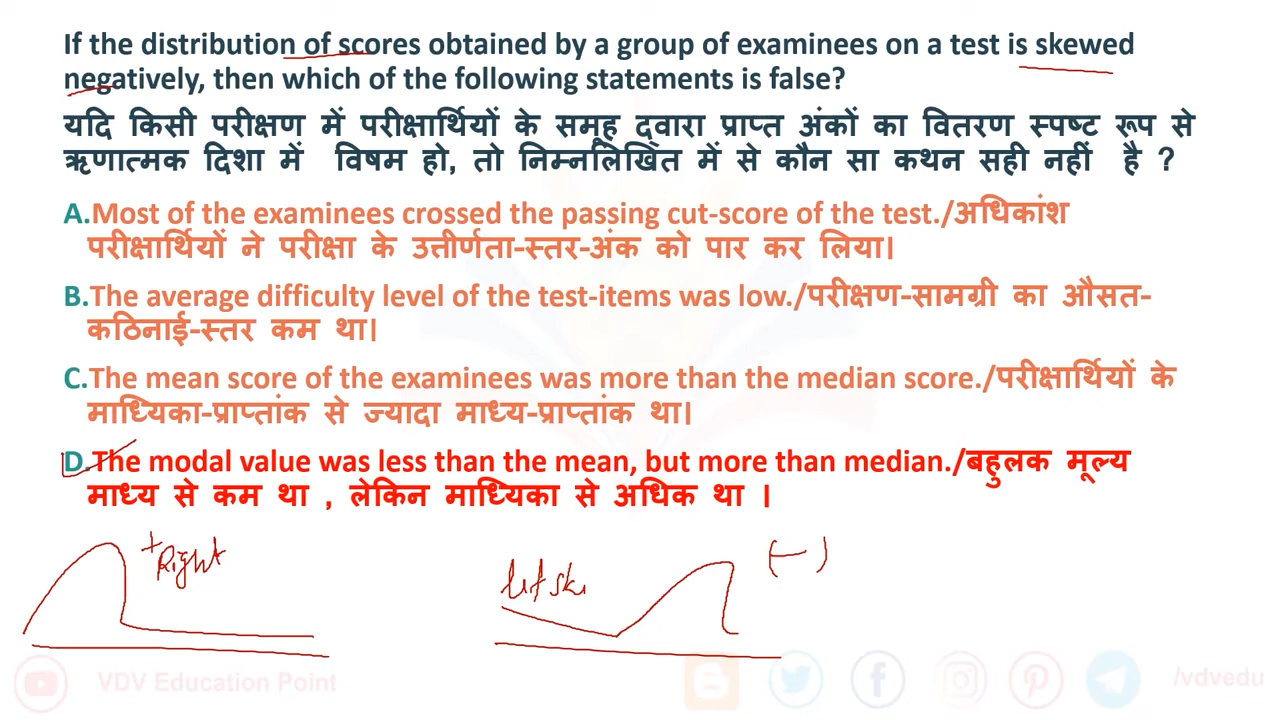 If the distribution of scores obtained by a group of examinees on a test is skewed
negatively, then which of the following statements is false?
यदि किसी परीक्षण में परीक्षार्थियों के समूह द्वारा प्राप्त अंकों का वितरण स्पष्ट रूप से
ऋणात्मक दिशा में विषम हो, तो निम्नलिखित में से कौन सा कथन सही नहीं है ?
A.Most of the examinees crossed the passing cut-score of the test./अधिकांश
परीक्षार्थियों ने परीक्षा के उत्तीर्णता-स्तर-अंक को पार कर लिया।
B.The average difficulty level of the test-items was low./परीक्षण-सामग्री का औसत-
कठिनाई-स्तर कम था।
C.The mean score of the examinees was more than the median score./परीक्षार्थियों के
माध्यिका-प्राप्तांक से ज्यादा माध्य-प्राप्तांक था।
D.The modal value was less than the mean, but more than median./बहुलक मूल्य
माध्य से कम था , लेकिन माध्यिका से अधिक था ।
+Right
(-)
VDV Education Point
/vdvedu